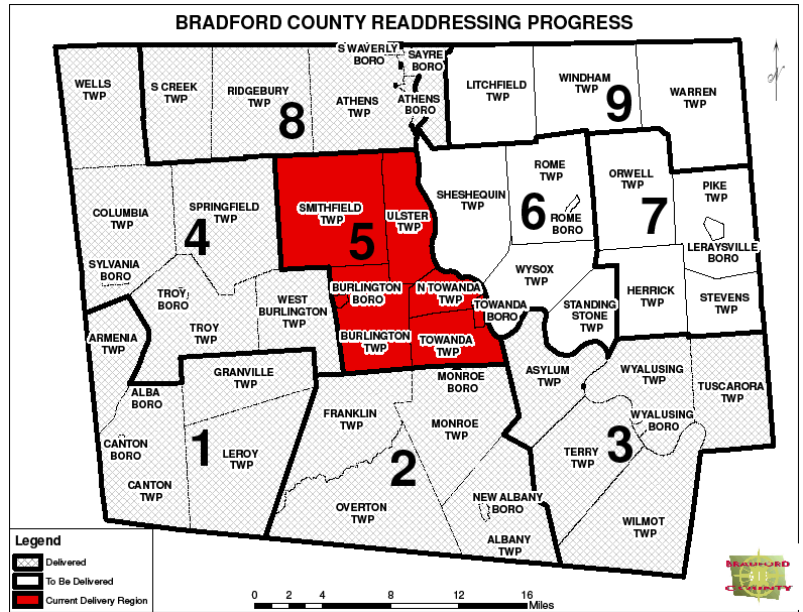 BRADFORD COUNTY READDRESSING PROGRESS
N
S WAVERLY
BORO
SAYRE
BORO
WELLS
TWP
S CREEK
TWP
RIDGEBURY
TWP
8
ATHENS
TWP
ATHENS
BORO
LITCHFIELD
TWP
WINDHAM
TWP
9
WARREN
TWP
COLUMBIA
TWP
SPRINGFIELD
TWP
4
SYLVANIA
BORO
TROY
BORO
TROY
TWP
WEST
BURLINGTON
TWP
SMITHFIELD
TWP
5
ULSTER
TWP
BURLINGTON
BORO
N TOWANDA
TWP
TOWANDA
BORO
BURLINGTON
TWP
TOWANDA
TWP
SHESHEQUIN
TWP
ROME
TWP
6
ROME
BORO
WYSOX
TWP
STANDING
STONE
TWP
ORWELL
TWP
7
PIKE
TWP
LERAYSVILLE
BORO
HERRICK
TWP
STEVENS
TWP
ARMENIA
TWP
ALBA
BORO
GRANVILLE
TWP
CANTON
BORO
1
LEROY
TWP
CANTON
TWP
FRANKLIN
TWP
MONROE
BORO
MONROE
TWP
2
OVERTON
TWP
NEW ALBANY
BORO
ALBANY
TWP
ASYLUM
TWP
WYALUSING
TWP
TUSCARORA
TWP
WYALUSING
BORO
TERRY
TWP
3
WILMOT
TWP
Legend
Delivered
To Be Delivered
Current Delivery Region
0 2 4 8 12 16
Miles
BRADFORD
911
COUNTY